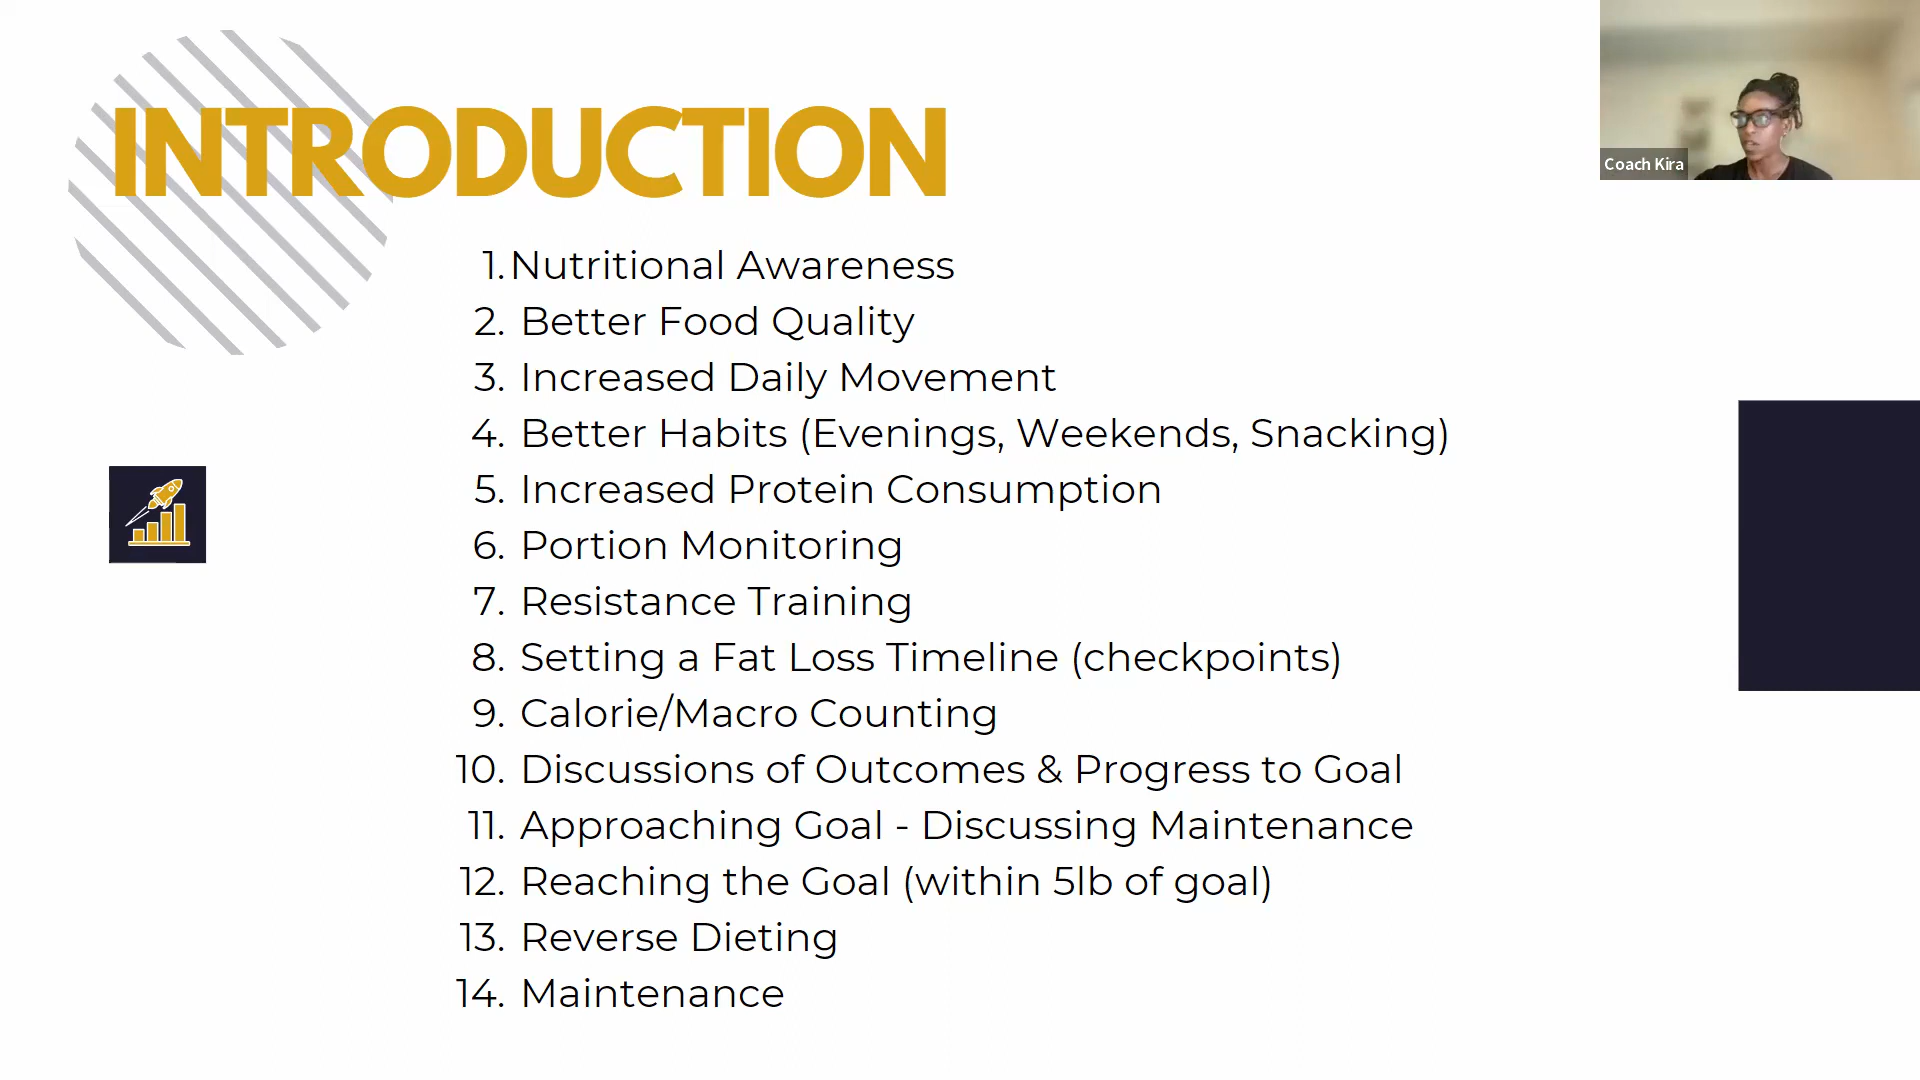 INTRODUCTION
Coach Kira
1. Nutritional Awareness
2. Better Food Quality
3. Increased Daily Movement
4. Better Habits (Evenings, Weekends, Snacking)
5. Increased Protein Consumption
6. Portion Monitoring
7. Resistance Training
8. Setting a Fat Loss Timeline (checkpoints)
9. Calorie/Macro Counting
10. Discussions of Outcomes & Progress to Goal
11. Approaching Goal - Discussing Maintenance
12. Reaching the Goal (within 5lb of goal)
13. Reverse Dieting
14. Maintenance